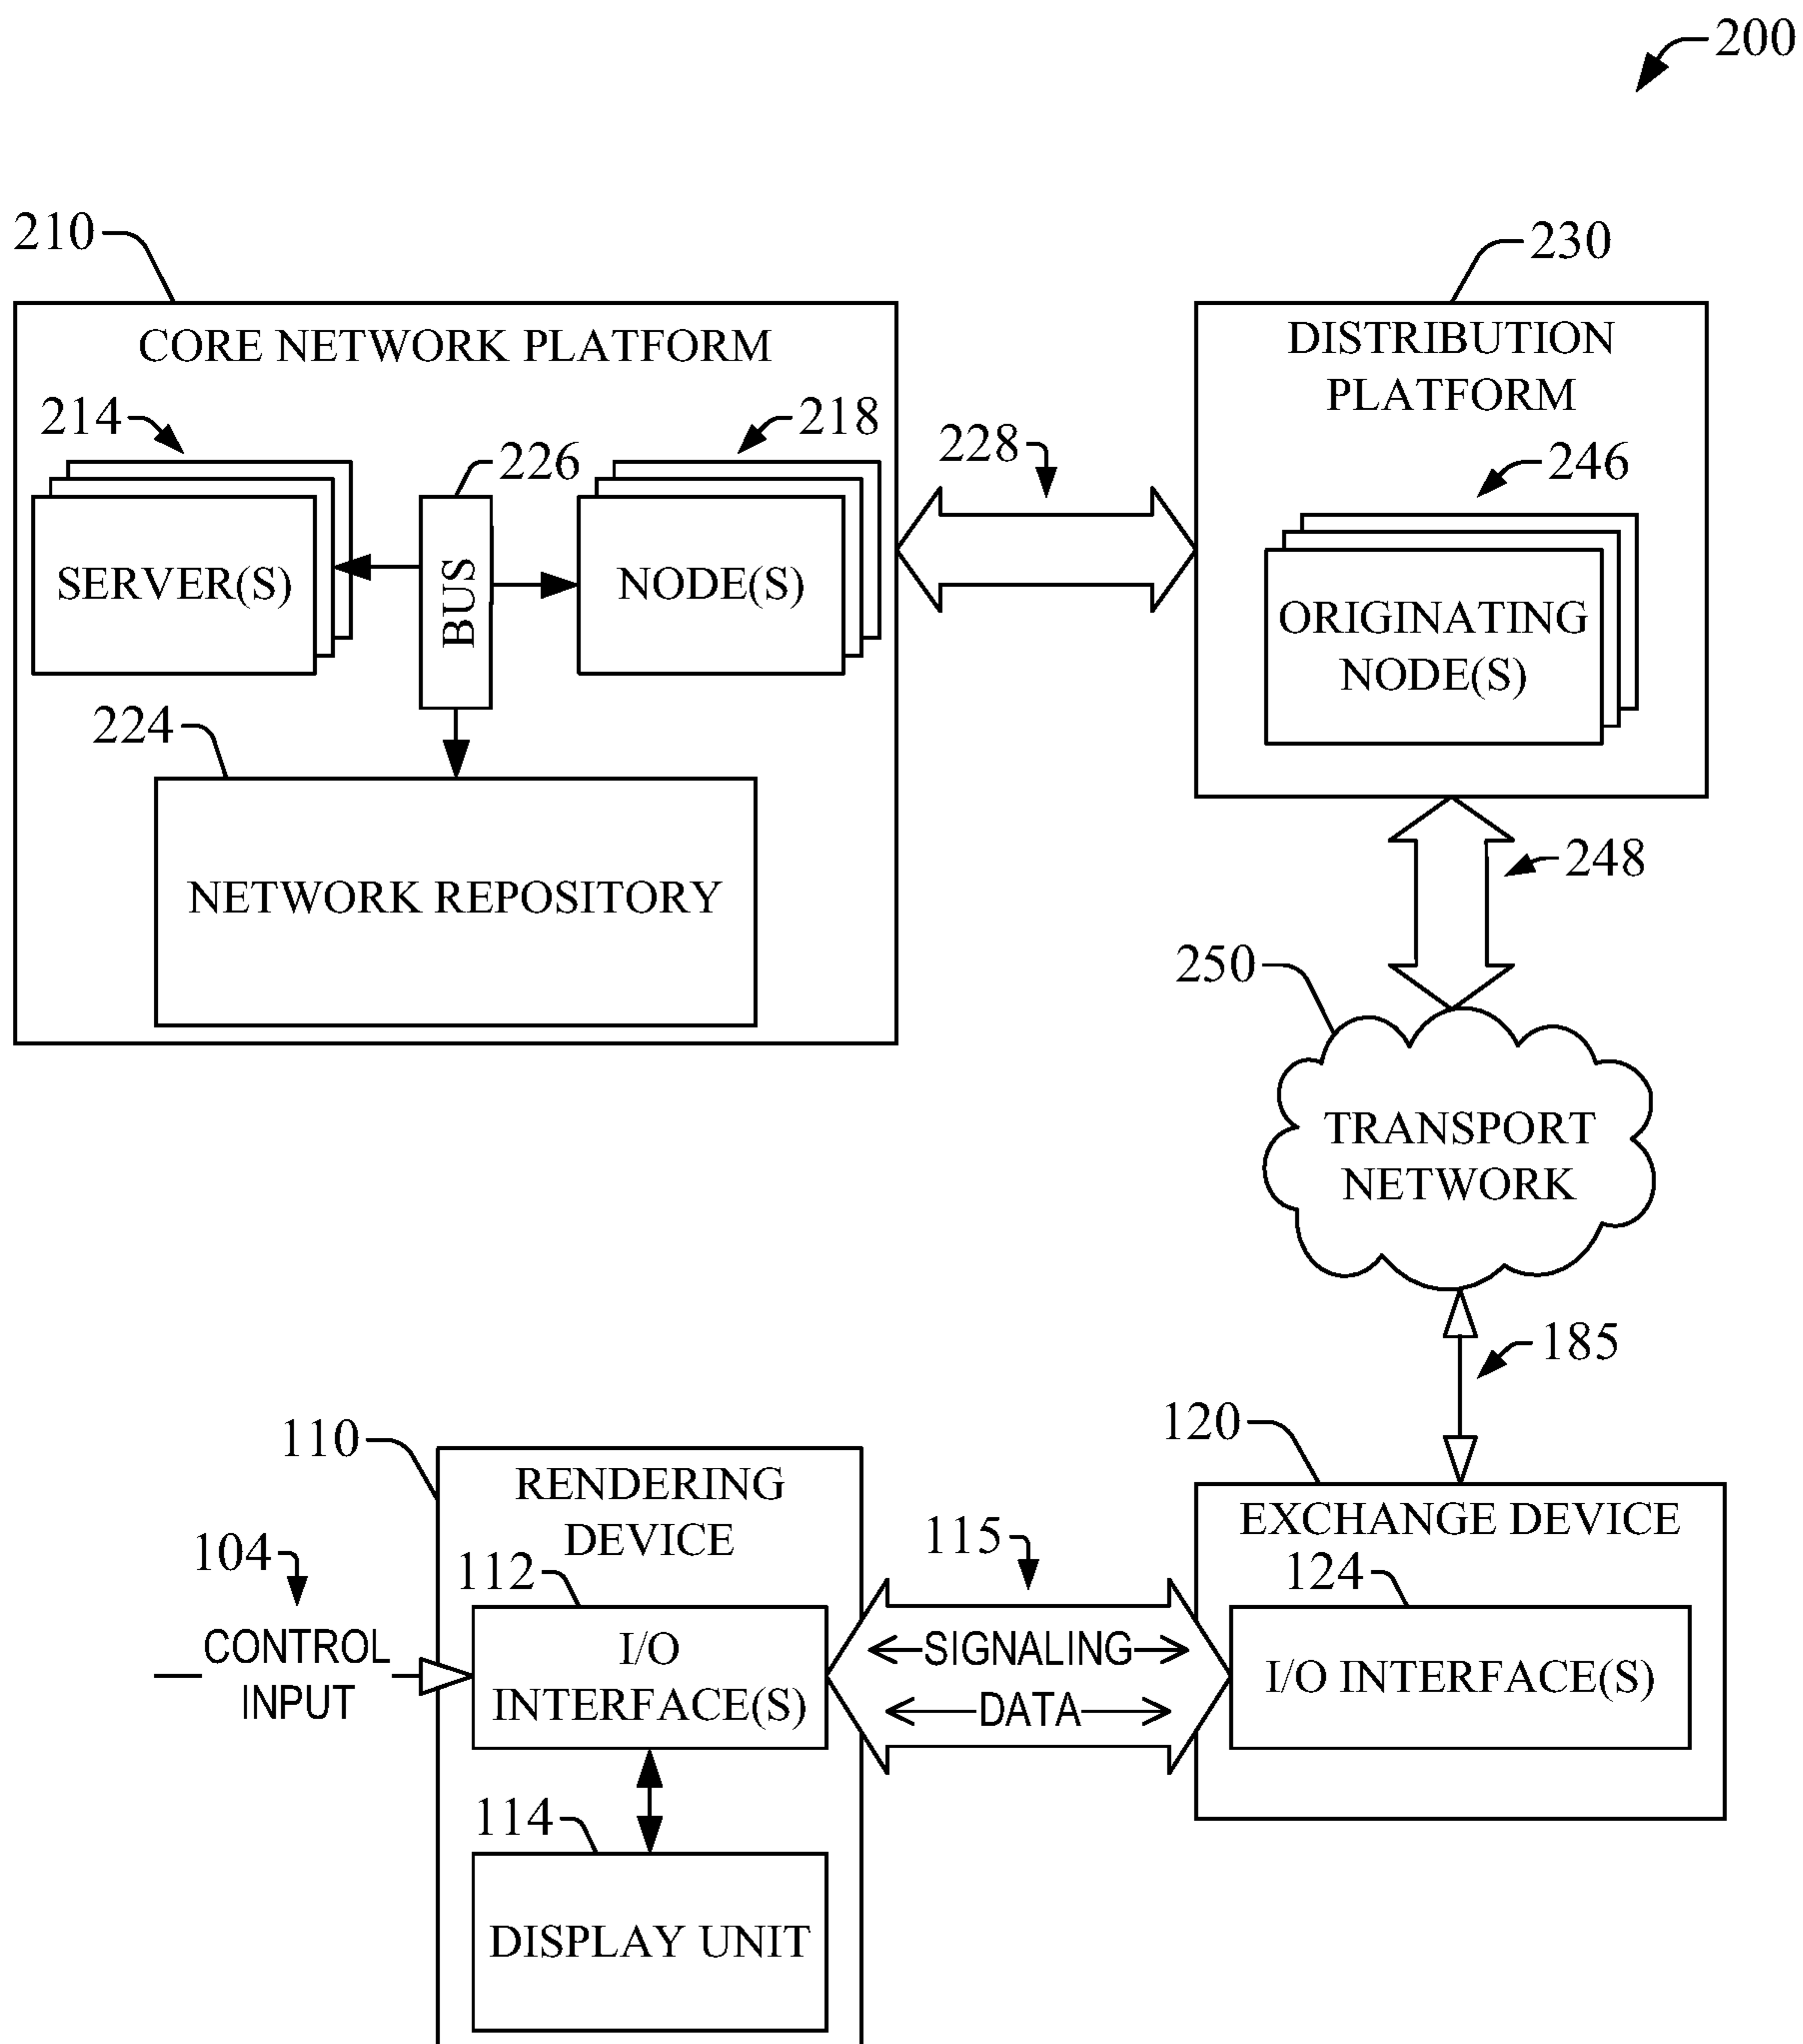 200
210
230
CORE NETWORK PLATFORM
DISTRIBUTION
PLATFORM
214
226
218
228
246
SERVER(S)
BUS
NODE(S)
ORIGINATING
NODE(S)
224
NETWORK REPOSITORY
248
250
TRANSPORT
NETWORK
185
110
120
RENDERING
DEVICE
EXCHANGE DEVICE
104
112
115
124
CONTROL
INPUT
I/O
INTERFACE(S)
SIGNALING
DATA
I/O INTERFACE(S)
114
DISPLAY UNIT